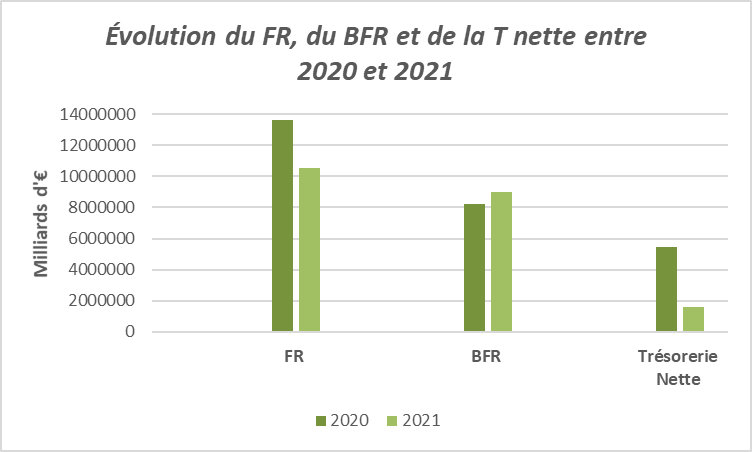 Évolution du FR, du BFR et de la T nette entre
2020 et 2021
Milliards d'€
14000000
12000000
10000000
8000000
6000000
4000000
2000000
0
FR
BFR
Trésorerie
Nette
2020
2021